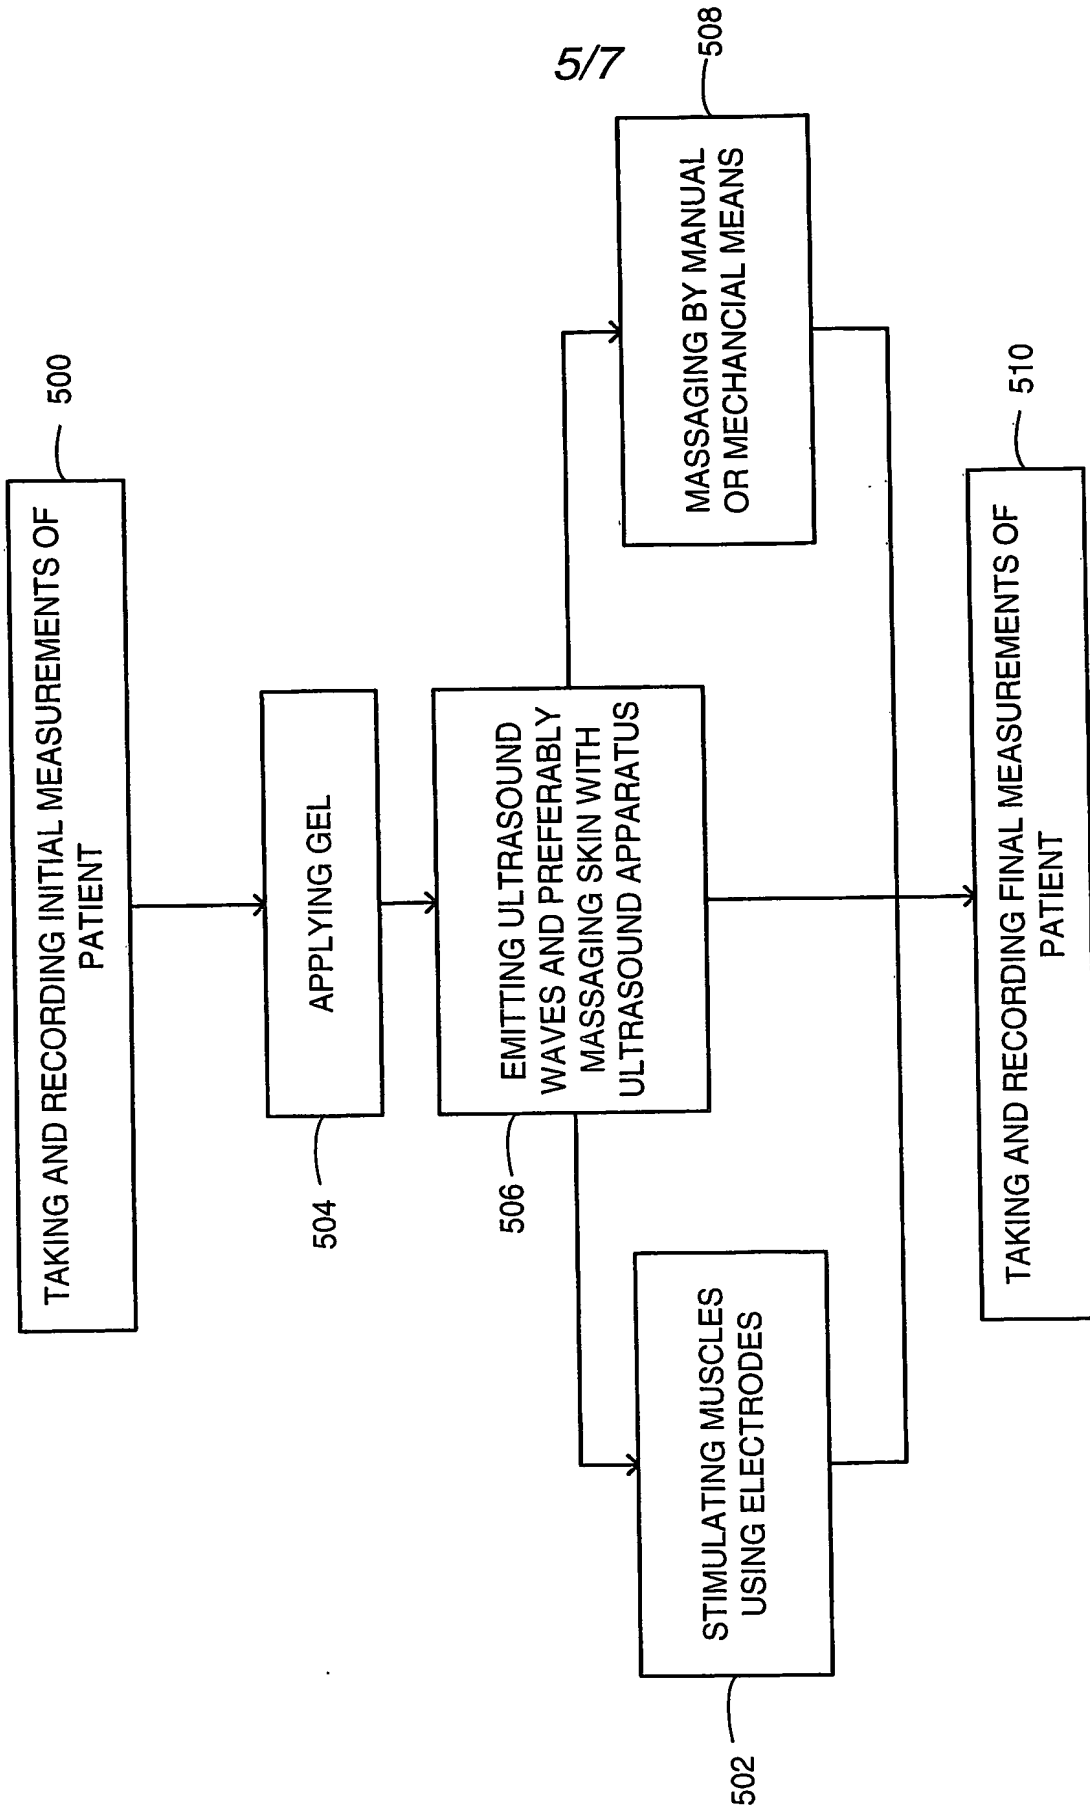 5/7
TAKING AND RECORDING INITIAL MEASUREMENTS OF
PATIENT
500
APPLYING GEL
504
EMITTING ULTRASOUND
WAVES AND PREFERABLY
MASSAGING SKIN WITH
ULTRASOUND APPARATUS
506
STIMULATING MUSCLES
USING ELECTRODES
502
MASSAGING BY MANUAL
OR MECHANCIAL MEANS
508
TAKING AND RECORDING FINAL MEASUREMENTS OF
PATIENT
510